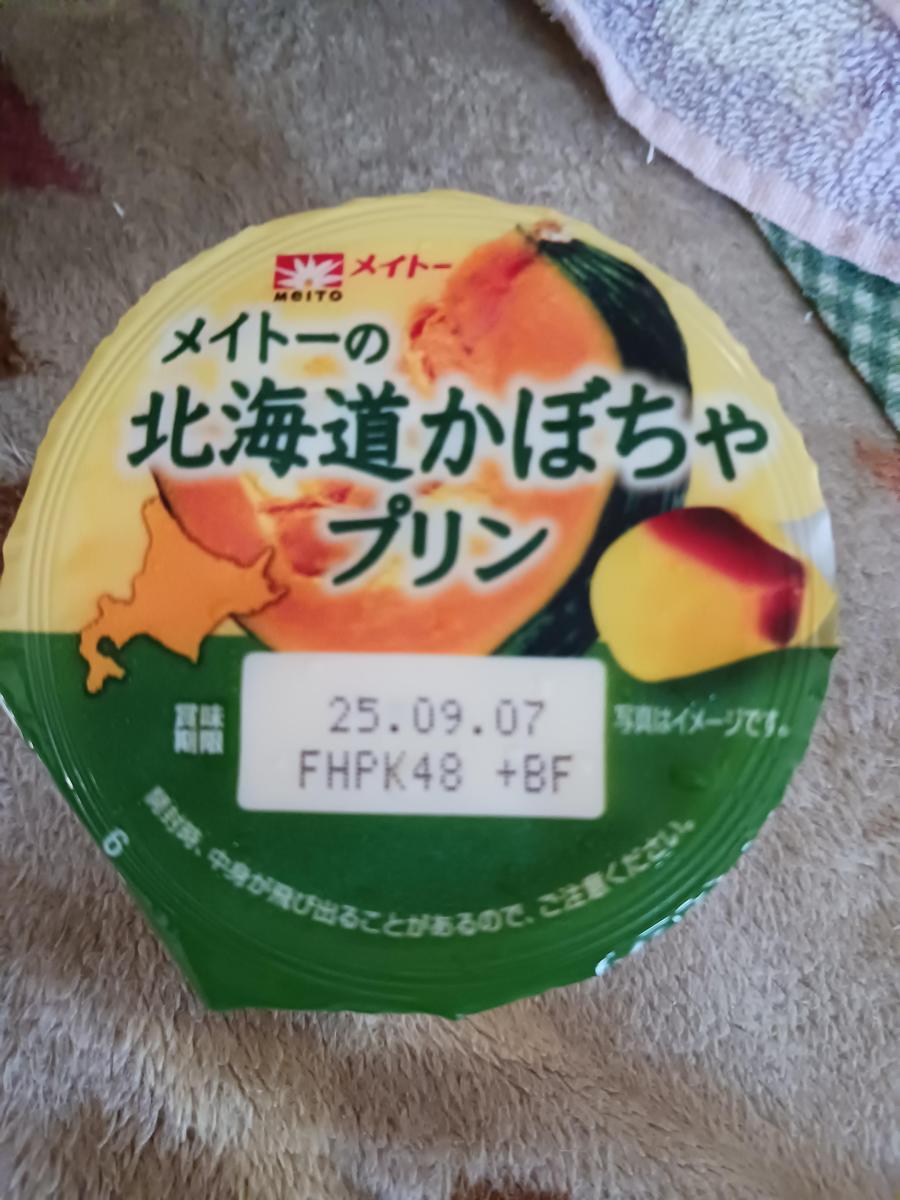 メイトー
MEITO
メイトーの
北海道かぼちゃ
プリン
賞味
期限
25.09.07
FHPK48 +BF
写真はイメージです。
開封時、中身が飛び出ることがあるので、ご注意ください。
6